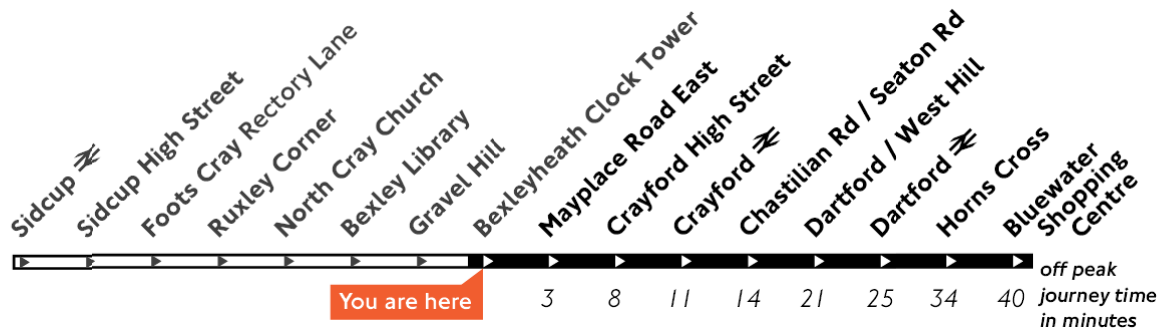 Sidcup
Sidcup High Street
Foots Cray Rectory Lane
Ruxley Corner
North Cray Church
Bexley Library
Gravel Hill
Bexleyheath Clock Tower
Mayplace Road East
Crayford High Street
Crayford
Chastilian Rd / Seaton Rd
Dartford / West Hill
Dartford
Horns Cross
Bluewater
Shopping
Centre
You are here
3 8 11 14 21 25 34 40
off peak
journey time
in minutes